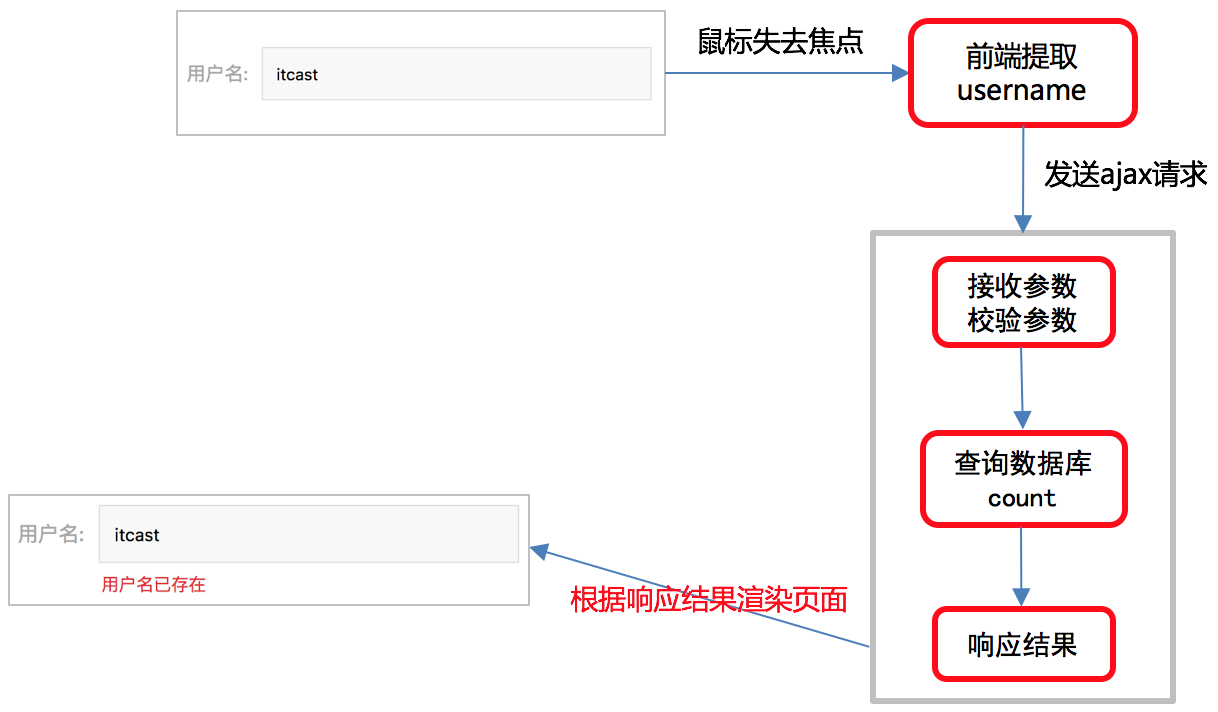 用户名:
itcast
鼠标失去焦点
前端提取
username
发送ajax请求
接收参数
校验参数
查询数据库
count
响应结果
根据响应结果渲染页面
用户名:
itcast
用户名已存在